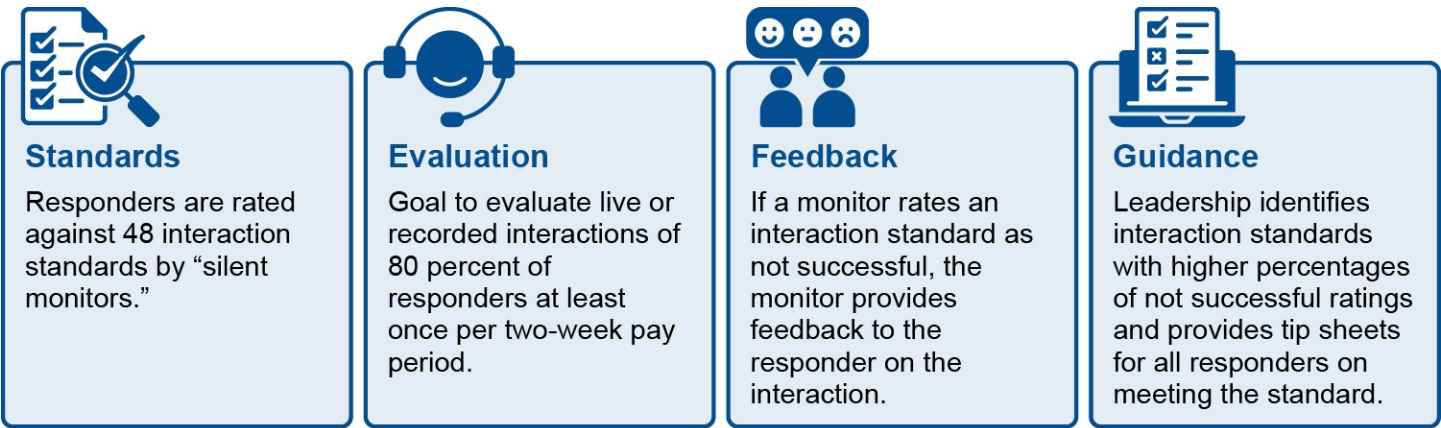 Standards
Responders are rated
against 48 interaction
standards by “silent
monitors.”
Evaluation
Goal to evaluate live or
recorded interactions of
80 percent of
responders at least
once per two-week pay
period.
Feedback
If a monitor rates an
interaction standard as
not successful, the
monitor provides
feedback to the
responder on the
interaction.
Guidance
Leadership identifies
interaction standards
with higher percentages
of not successful ratings
and provides tip sheets
for all responders on
meeting the standard.